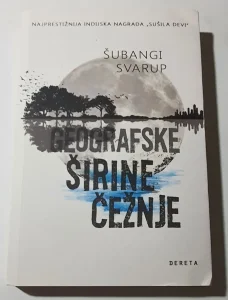 NAJPRESTIŽNIJA INDIJSKA NAGRADA „SUŠILA DEVI“
ŠUBANGI
SVARUP
GEOGRAFSKE
ŠIRINE
ČEŽNJE
DERETA